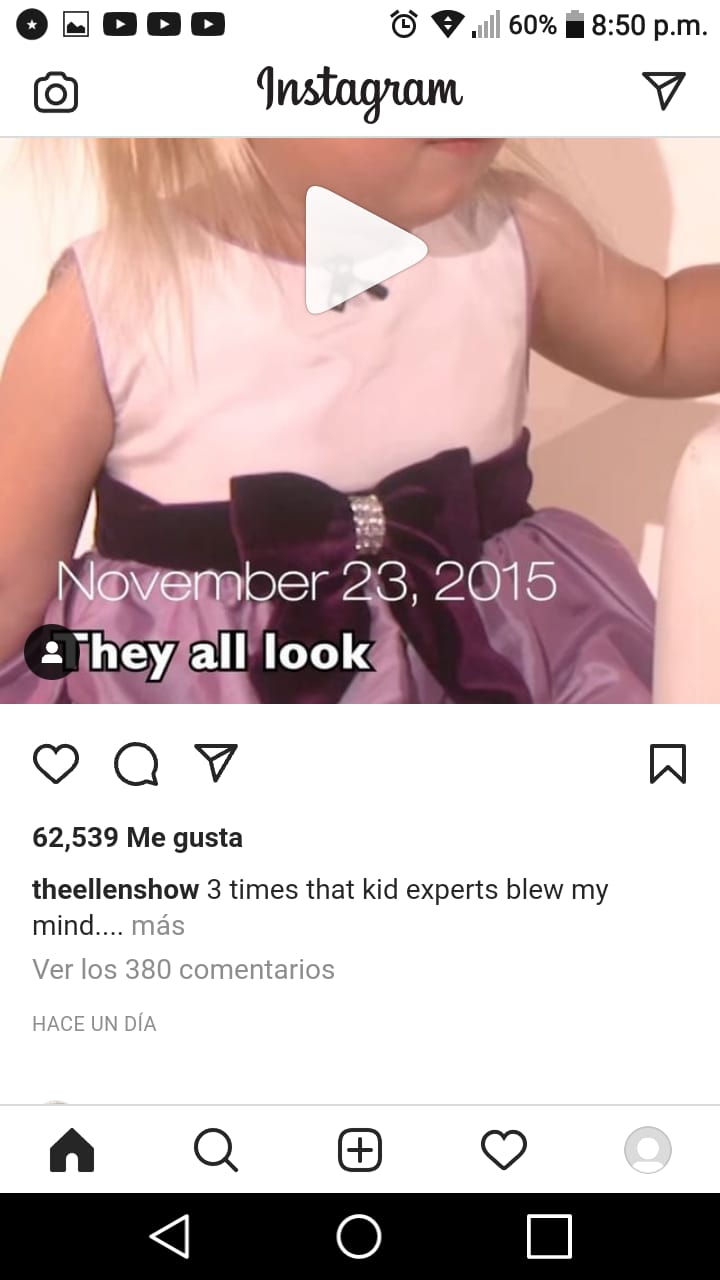 60% 8:50 p.m.
Instagram
November 23, 2015
They all look
62,539 Me gusta
theellenshow 3 times that kid experts blew my
mind.... más
Ver los 380 comentarios
HACE UN DÍA